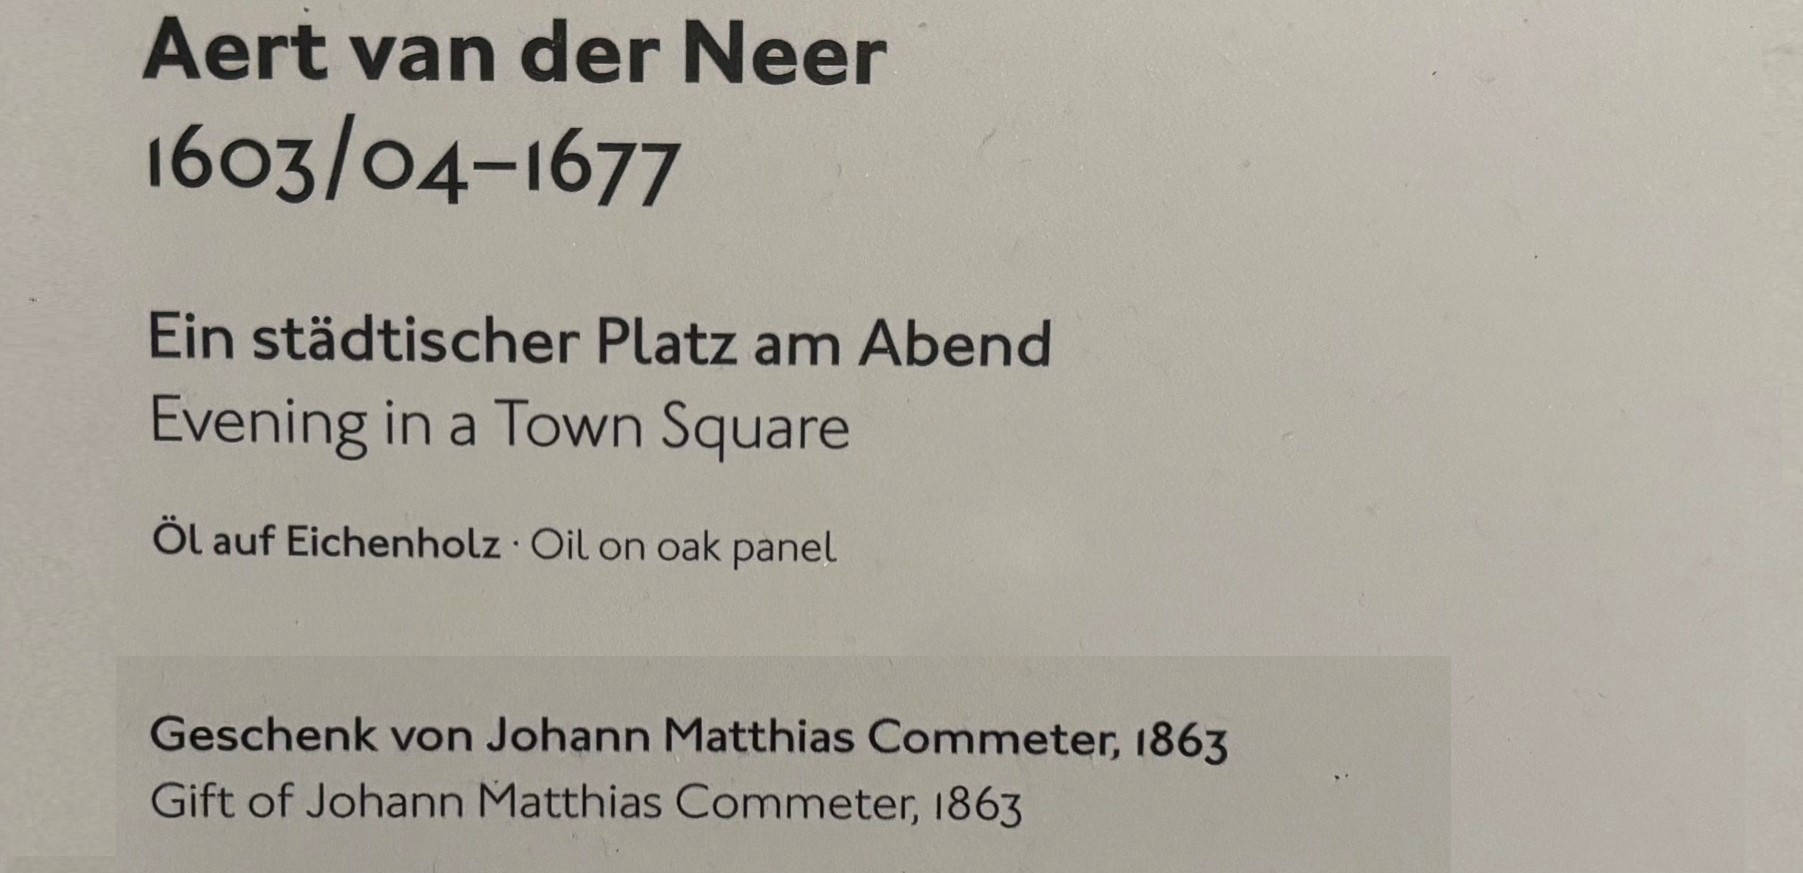 Aert van der Neer
1603/04–1677
Ein städtischer Platz am Abend
Evening in a Town Square
Öl auf Eichenholz · Oil on oak panel
Geschenk von Johann Matthias Commeter, 1863
Gift of Johann Matthias Commeter, 1863